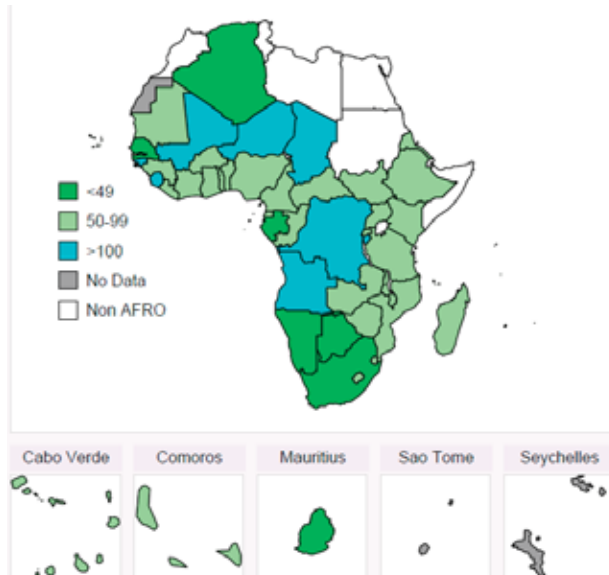 <49
50-99
>100
No Data
Non AFRO
Cabo Verde
Comoros
Mauritius
Sao Tome
Seychelles